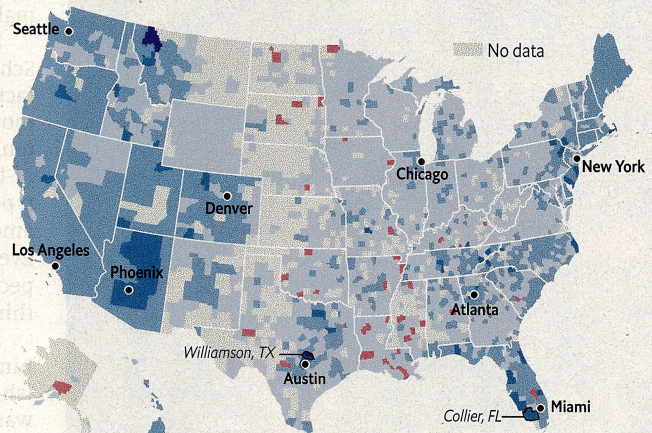 Seattle
No data
Chicago
New York
Denver
Los Angeles
Phoenix
Atlanta
Williamson, TX
Austin
Miami
Collier, FL